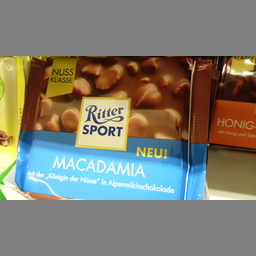 NUSS
KLASSE
Ritter
SPORT
NEU!
MACADAMIA
mit der „Königin der Nüsse" in Alpenmilchschokolade
HONIG-